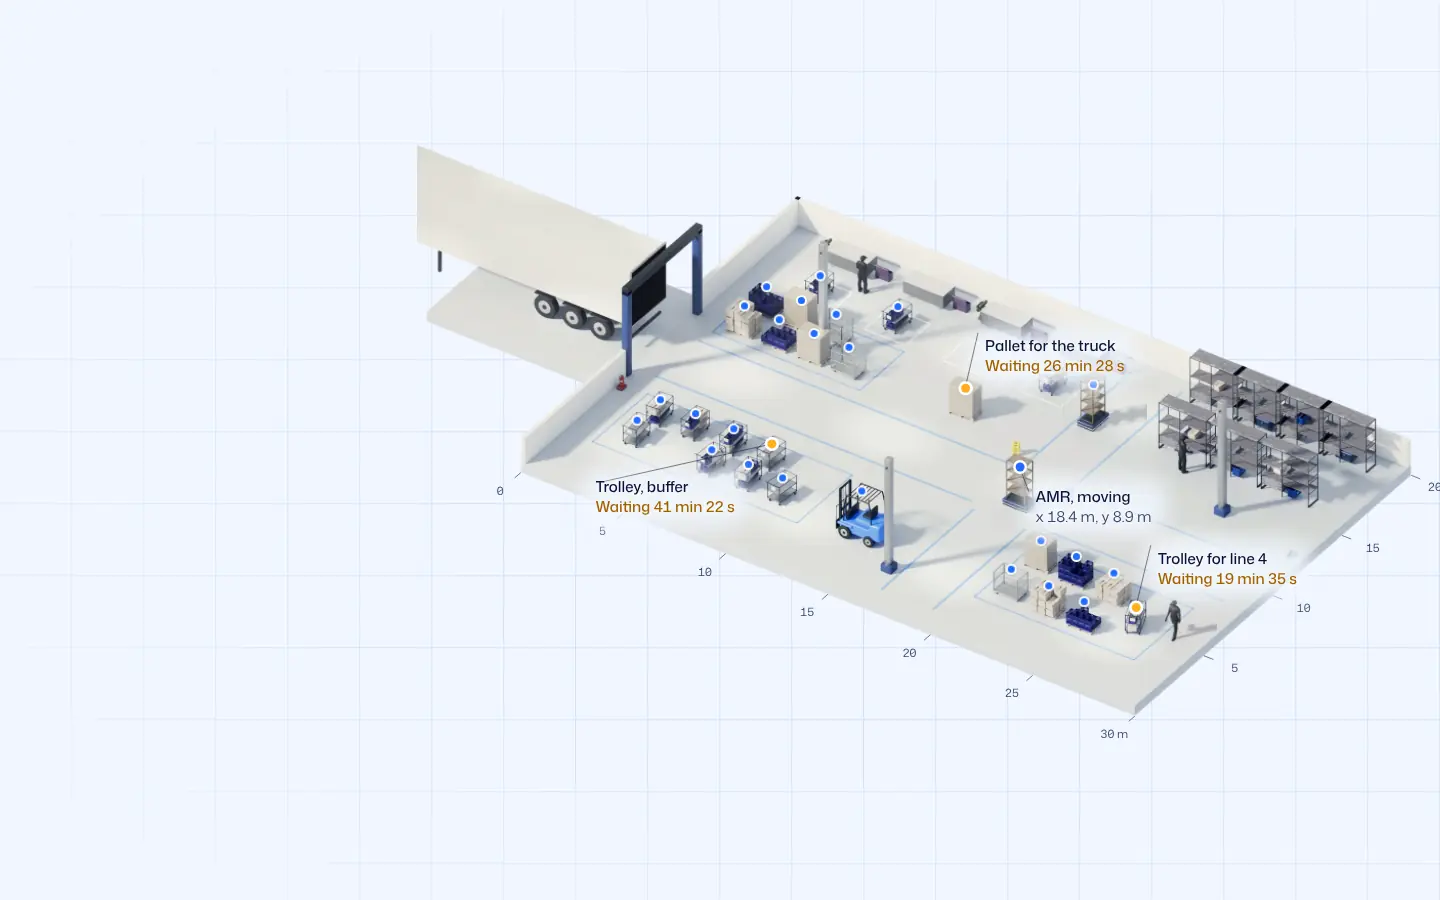 Pallet for the truck
Waiting 26 min 28 s
Trolley, buffer
Waiting 41 min 22 s
AMR, moving
x 18.4 m, y 8.9 m
Trolley for line 4
Waiting 19 min 35 s
0
5
10
15
20
25
30 m
5
10
15
20